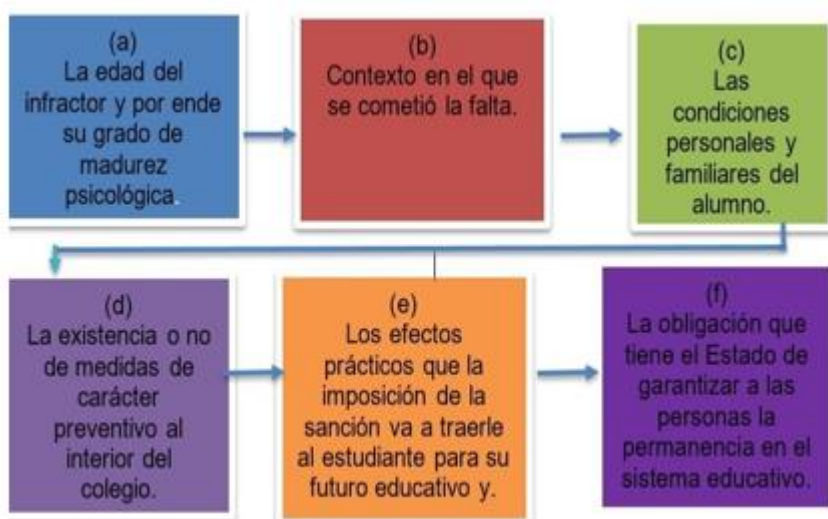 (a)
La edad del
infractor y por ende
su grado de
madurez
psicológica.
(b)
Contexto en el que
se cometió la falta.
(c)
Las
condiciones
personales y
familiares del
alumno.
(d)
La existencia o no
de medidas de
carácter
preventivo al
interior del
colegio.
(e)
Los efectos
prácticos que la
imposición de la
sanción va a traerle
al estudiante para su
futuro educativo y.
(f)
La obligación que
tiene el Estado de
garantizar a las
personas la
permanencia en el
sistema educativo.